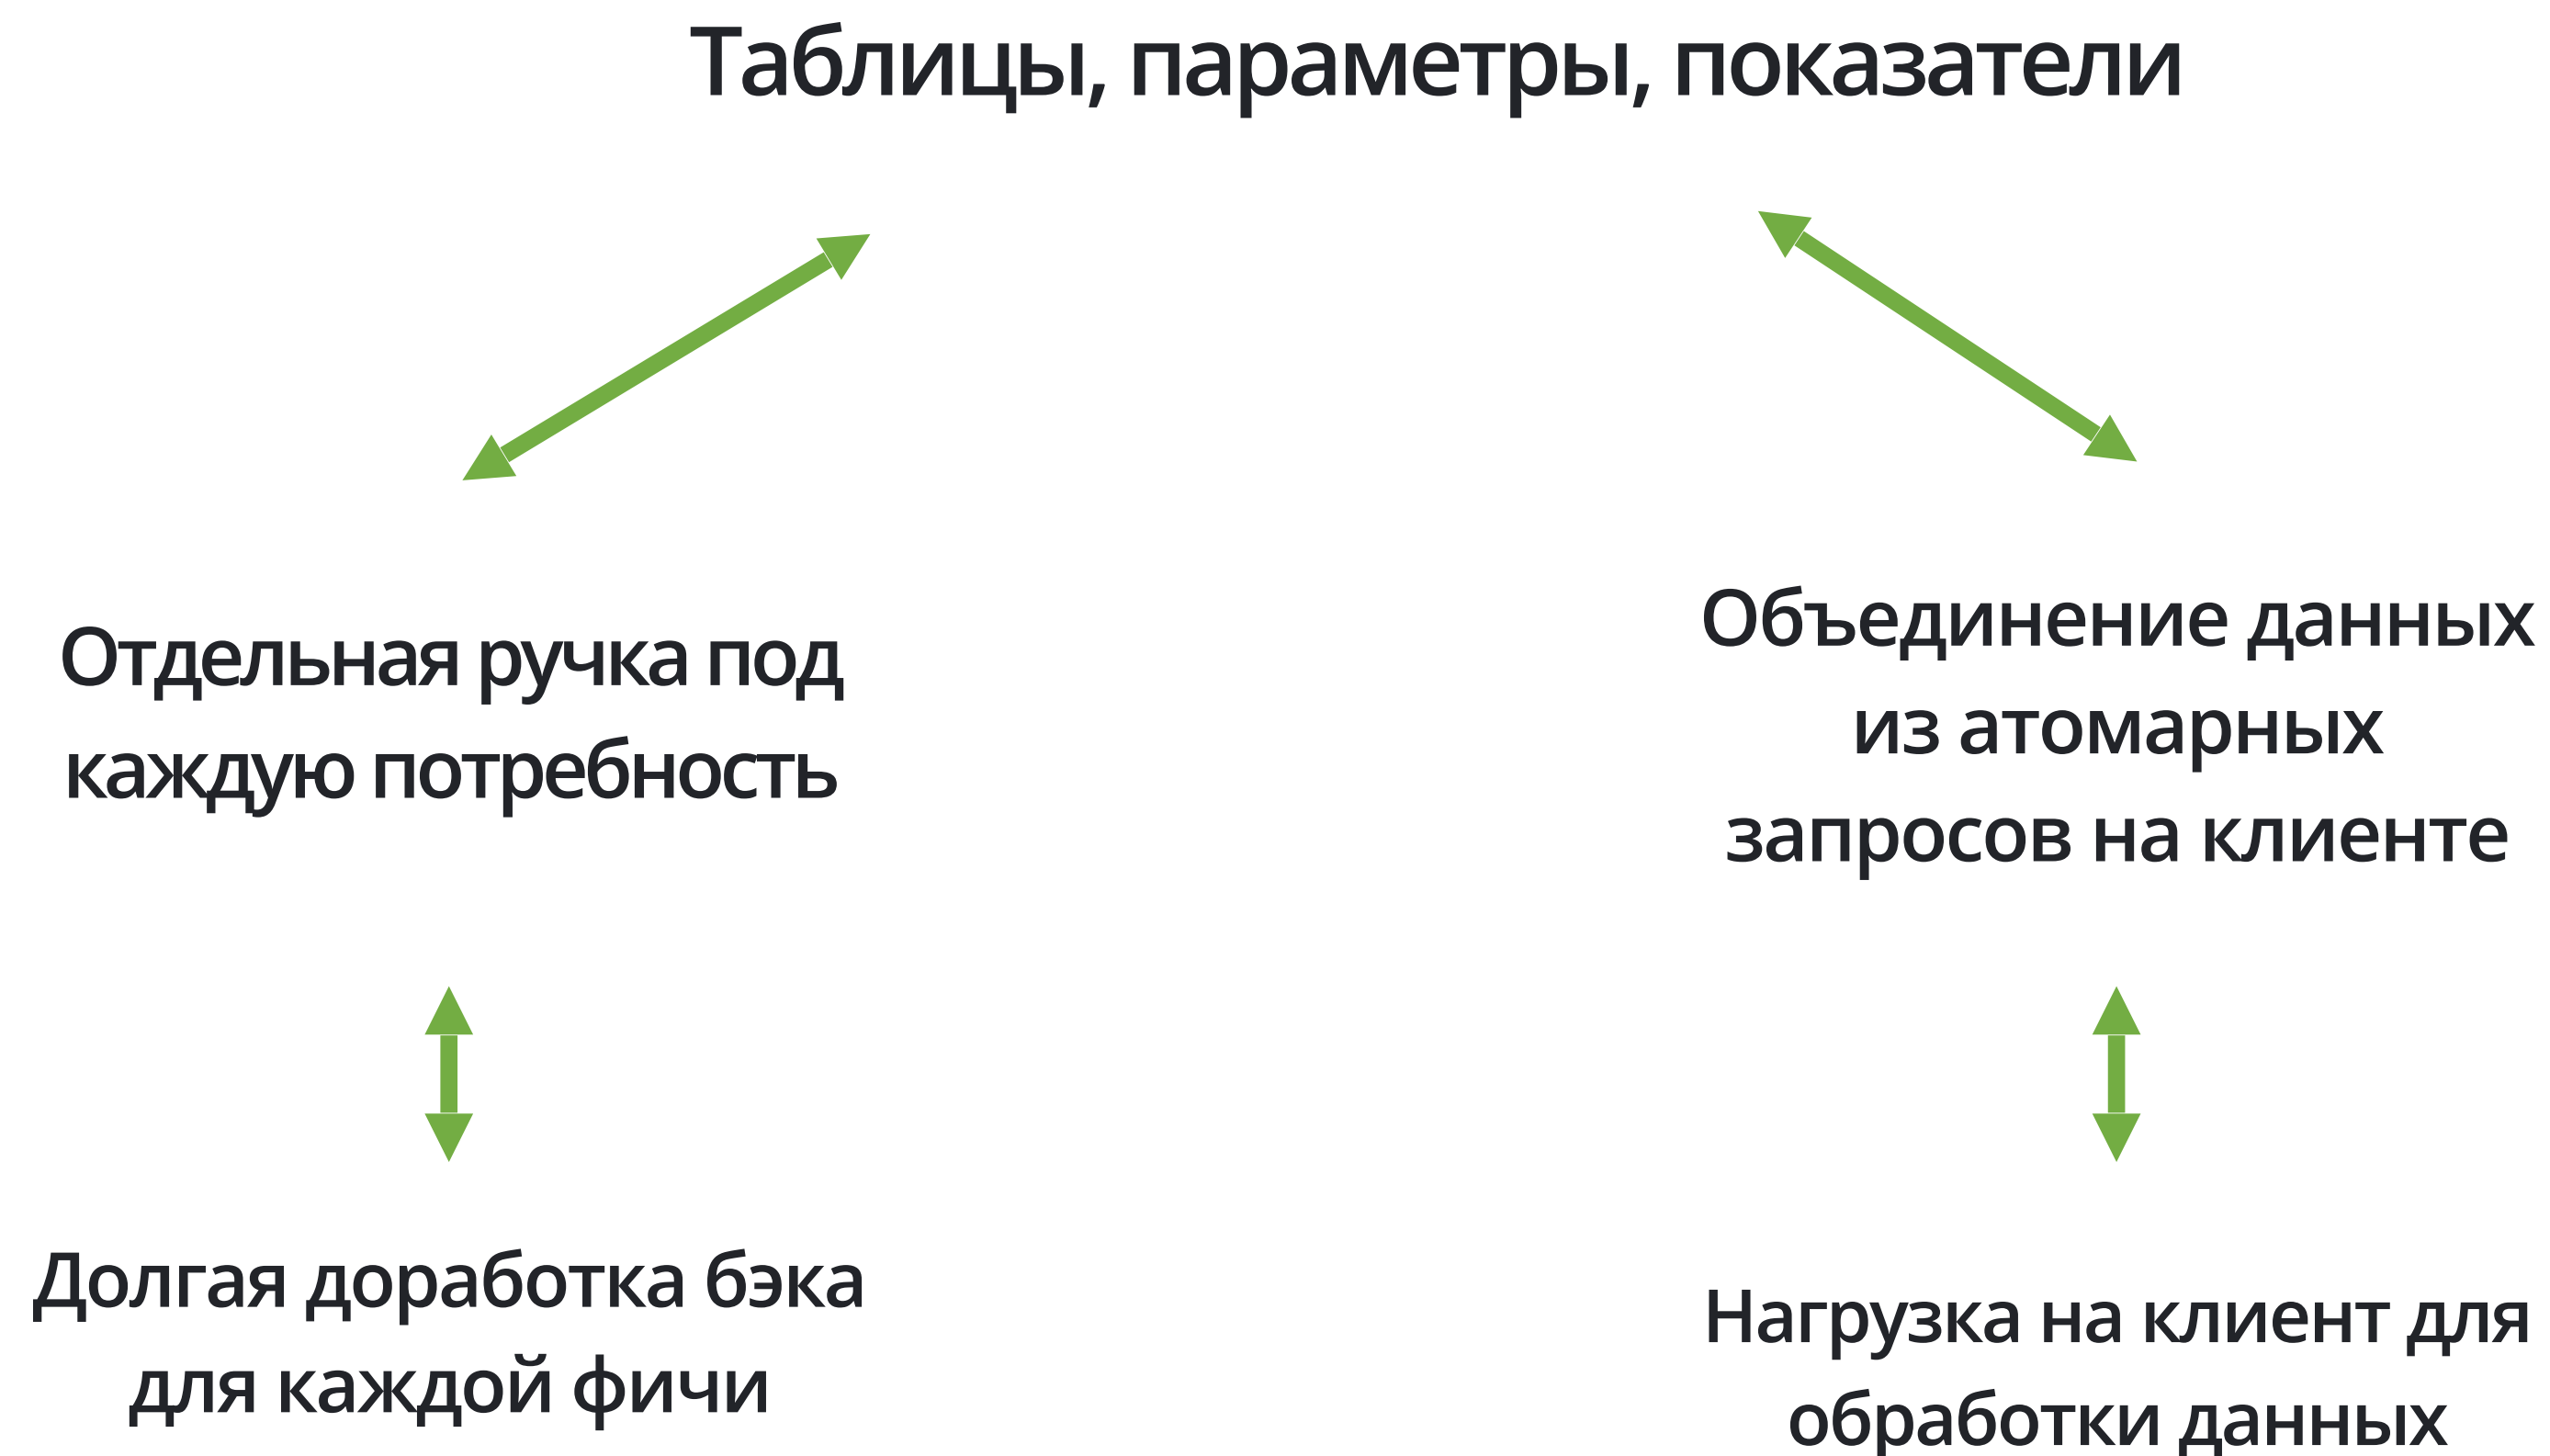 Таблицы, параметры, показатели
Отдельная ручка под
каждую потребность
Объединение данных
из атомарных
запросов на клиенте
Долгая доработка бэка
для каждой фичи
Нагрузка на клиент для
обработки данных